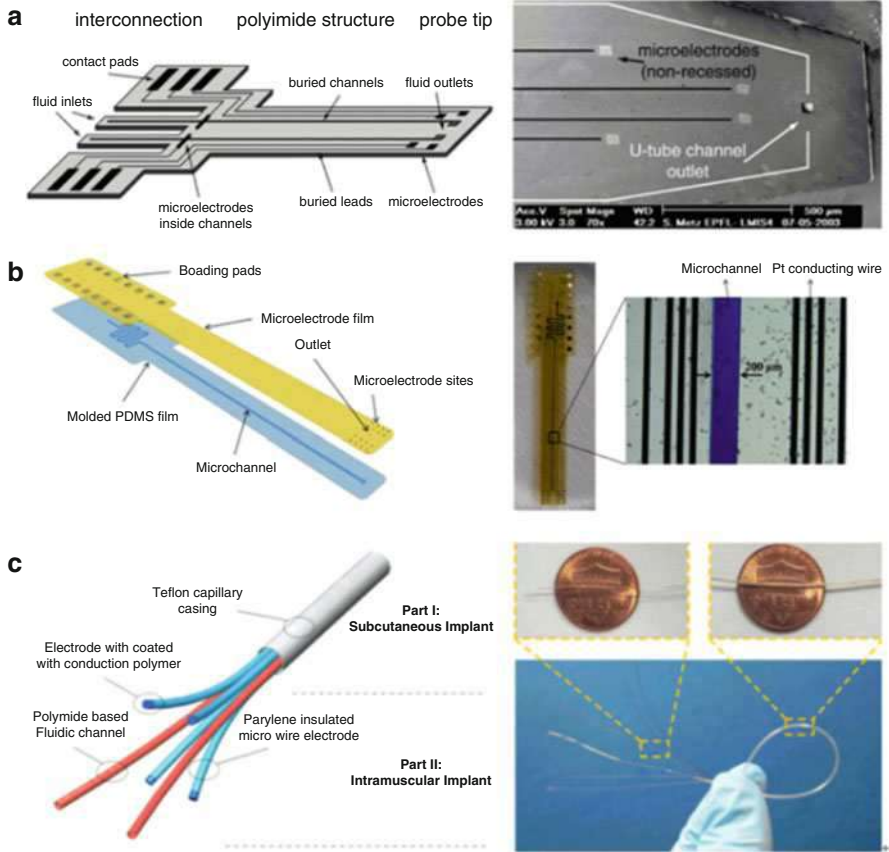 a
interconnection
polyimide structure
probe tip
contact pads
fluid inlets
buried channels
fluid outlets
microelectrodes
inside channels
buried leads
microelectrodes
microelectrodes
(non-recessed)
U-tube channel
outlet
Acc.V Spot Magn WD 500 µm
3.00 kV 3.0 70x 42.2 S. Metz EPFL - LMIS4 07-05-2003
b
Boading pads
Microelectrode film
Outlet
Microelectrode sites
Molded PDMS film
Microchannel
Microchannel
Pt conducting wire
200 µm
c
Teflon capillary
casing
Electrode with coated
with conduction polymer
Polymide based
Fluidic channel
Parylene insulated
micro wire electrode
Part I:
Subcutaneous Implant
Part II:
Intramuscular Implant